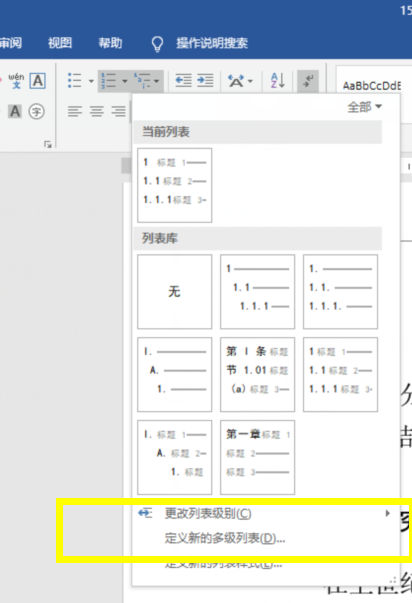 15
审阅 视图 帮助 操作说明搜索
wén
文 A
A 字 AaBbCcDdE
全部
当前列表
1 标题 1
1.1 标题 2
1.1.1 标题 3
列表库
无
1
1.1
1.1.1
1.
1.1.
1.1.1.
I.
A.
1.
第 I 条 标题
节 1.01 标题
(a) 标题 3
1 标题 1
1.1 标题 2
1.1.1 标题 3
I. 标题 1
A. 标题 2
1. 标题
第一章 标题 1
标题 2
标题 3
更改列表级别(C)
定义新的多级列表(D)...
定义新的列表样式(L)...